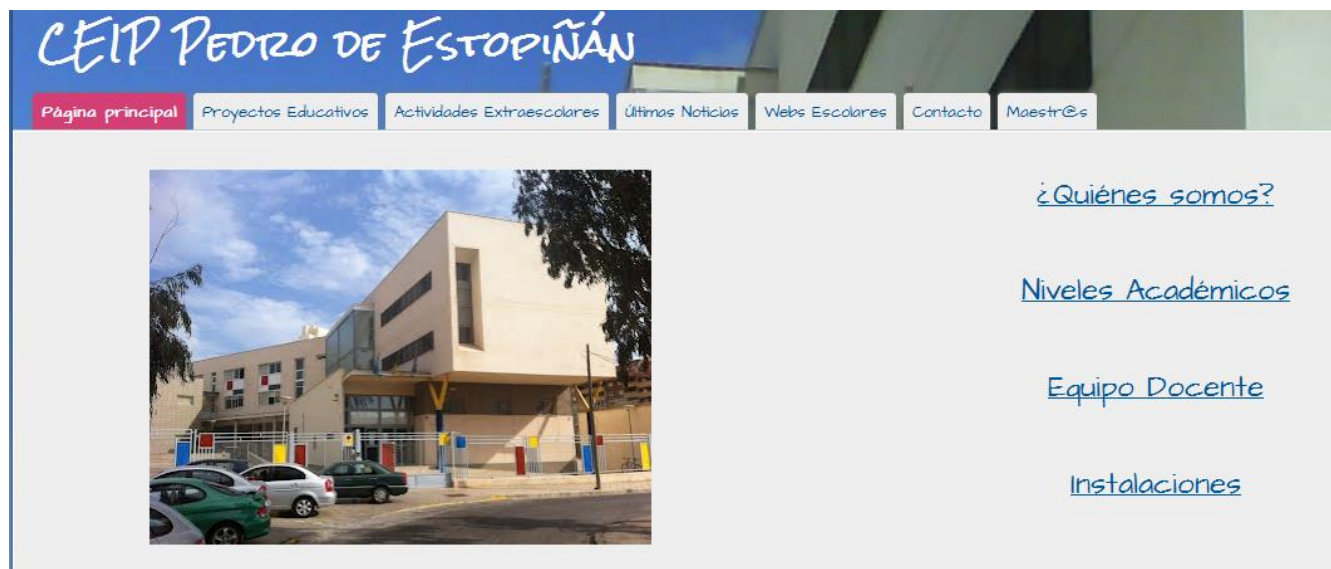 CEIP PEDRO DE ESTOPIÑÁN
Página principal Proyectos Educativos Actividades Extraescolares Últimas Noticias Webs Escolares Contacto Maestr@s
¿Quiénes somos?
Niveles Académicos
Equipo Docente
Instalaciones